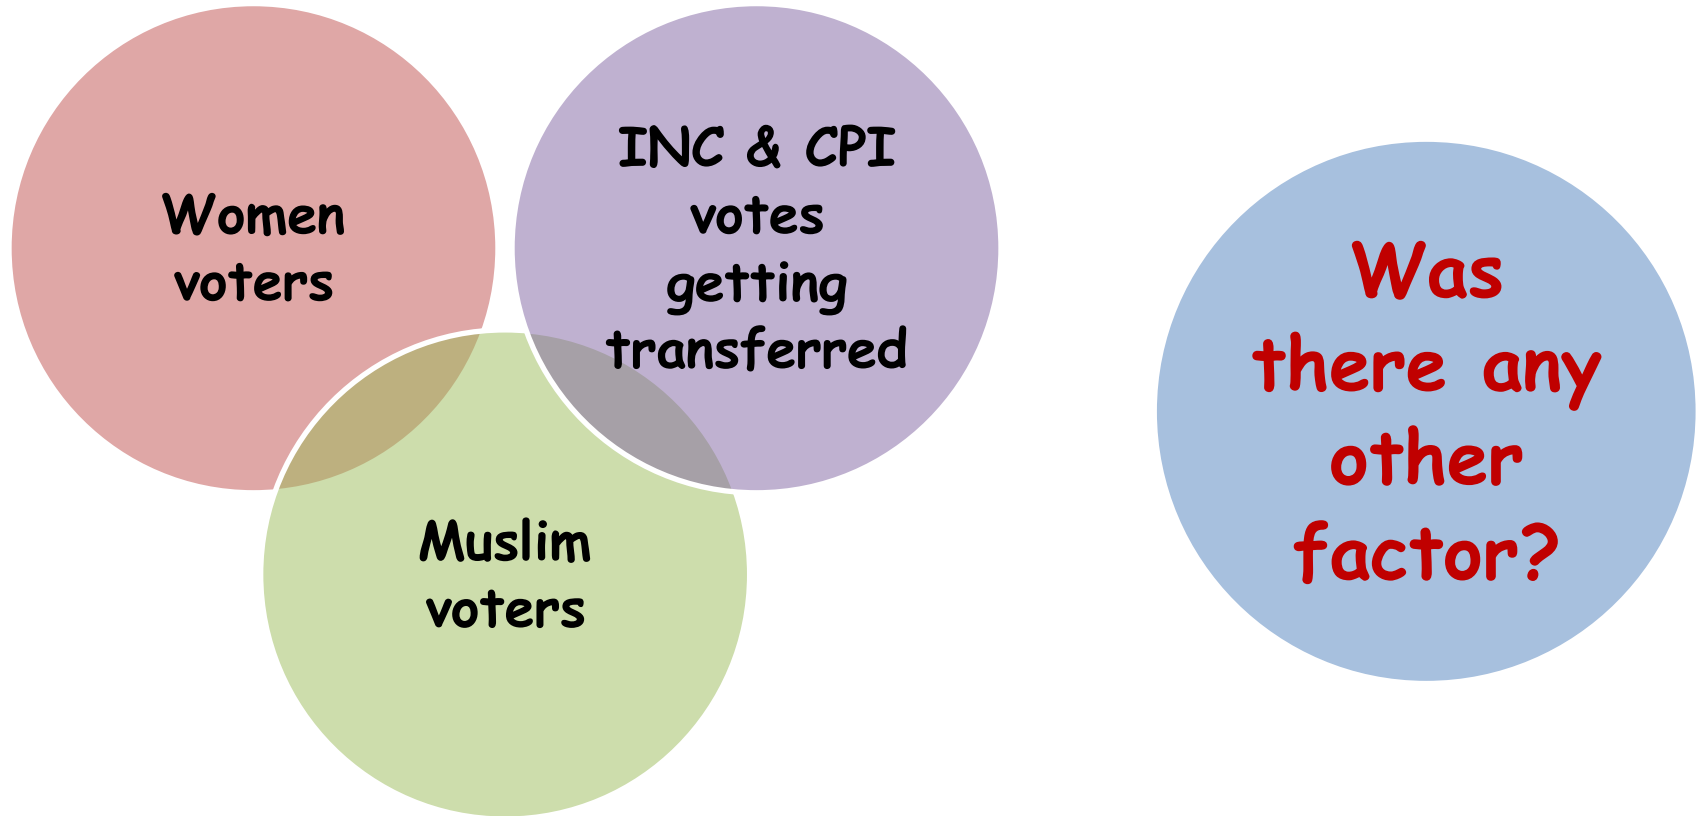 Women
voters
INC & CPI
votes
getting
transferred
Muslim
voters
Was
there any
other
factor?